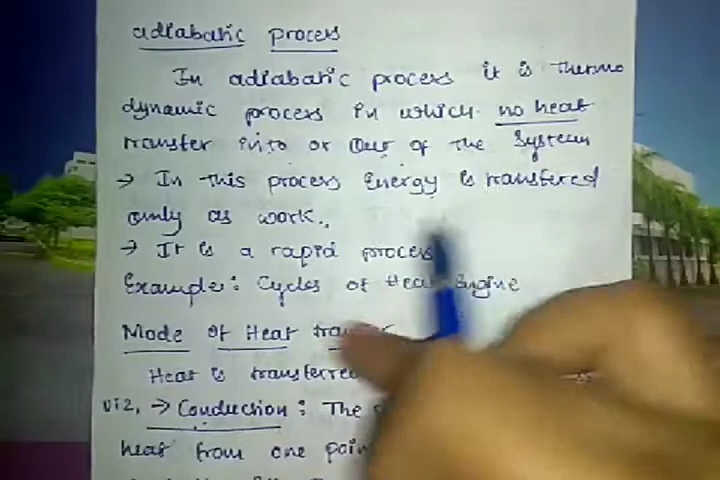 adiabatic process
In adiabatic process it is Thermo
dynamic process in which no heat
transfer into or Out of the System
→ In this process Energy is transfered
only as work.,
→ It is a rapid process
Example: Cycles of Heat Engine
Mode of Heat
Heat is transferred
viz, → Conduction: The
heat from one point